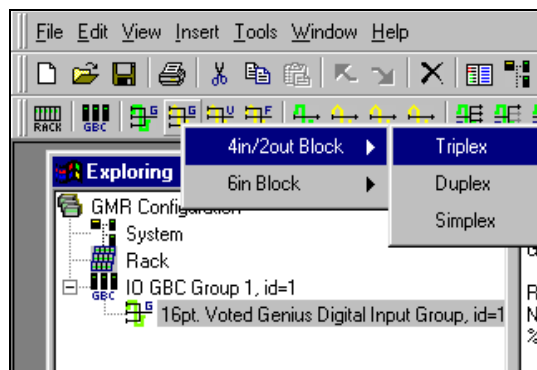 File Edit View Insert Tools Window Help
RACK GBC G G U F
4in/2out Block Triplex
Exploring
6in Block Duplex
GMR Configuration
Simplex
System
Rack
GBC IO GBC Group 1, id=1
G 16pt. Voted Genius Digital Input Group, id=1
R
N
%